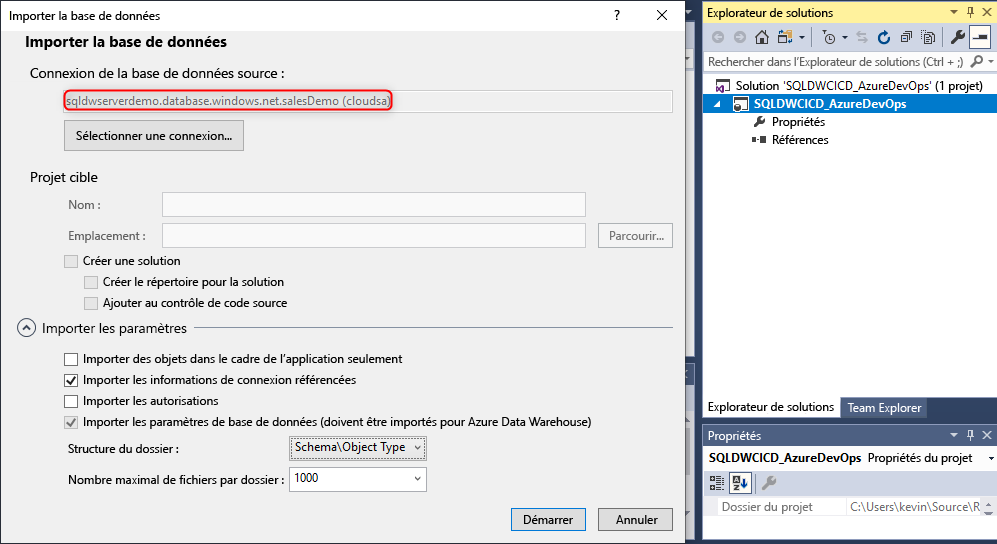 Importer la base de données
?
Importer la base de données
Connexion de la base de données source :
sqldwserverdemo.database.windows.net.salesDemo (cloudsa)
Sélectionner une connexion...
Projet cible
Nom :
Emplacement :
Parcourir...
Créer une solution
Créer le répertoire pour la solution
Ajouter au contrôle de code source
Importer les paramètres
Importer des objets dans le cadre de l'application seulement
Importer les informations de connexion référencées
Importer les autorisations
Importer les paramètres de base de données (doivent être importés pour Azure Data Warehouse)
Structure du dossier :
Schema\Object Type
Nombre maximal de fichiers par dossier :
1000
Démarrer
Annuler
Explorateur de solutions
Rechercher dans l'Explorateur de solutions (Ctrl + ;)
Solution 'SQLDWCICD_AzureDevOps' (1 projet)
SQLDWCICD_AzureDevOps
Propriétés
Références
Explorateur de solutions
Team Explorer
Propriétés
SQLDWCICD_AzureDevOps Propriétés du projet
Dossier du projet
C:\Users\kevin\Source\R